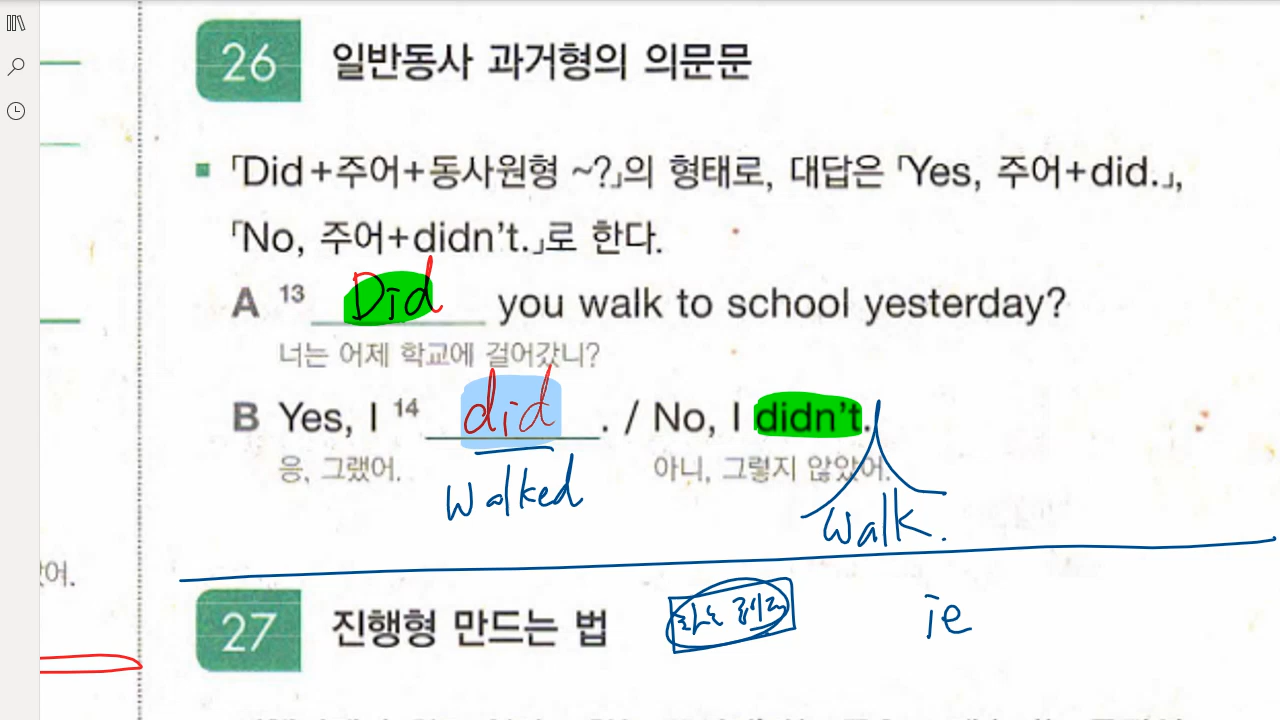 26 일반동사 과거형의 의문문
「Did+주어+동사원형 ~?」의 형태로, 대답은 「Yes, 주어+did.」,
「No, 주어+didn't.」로 한다.
A 13 Did you walk to school yesterday?
너는 어제 학교에 걸어갔니?
B Yes, I 14 did. / No, I didn't.
응, 그랬어. 아니, 그렇지 않았어.
walked walk.
어.
27 진행형 만드는 법 ie